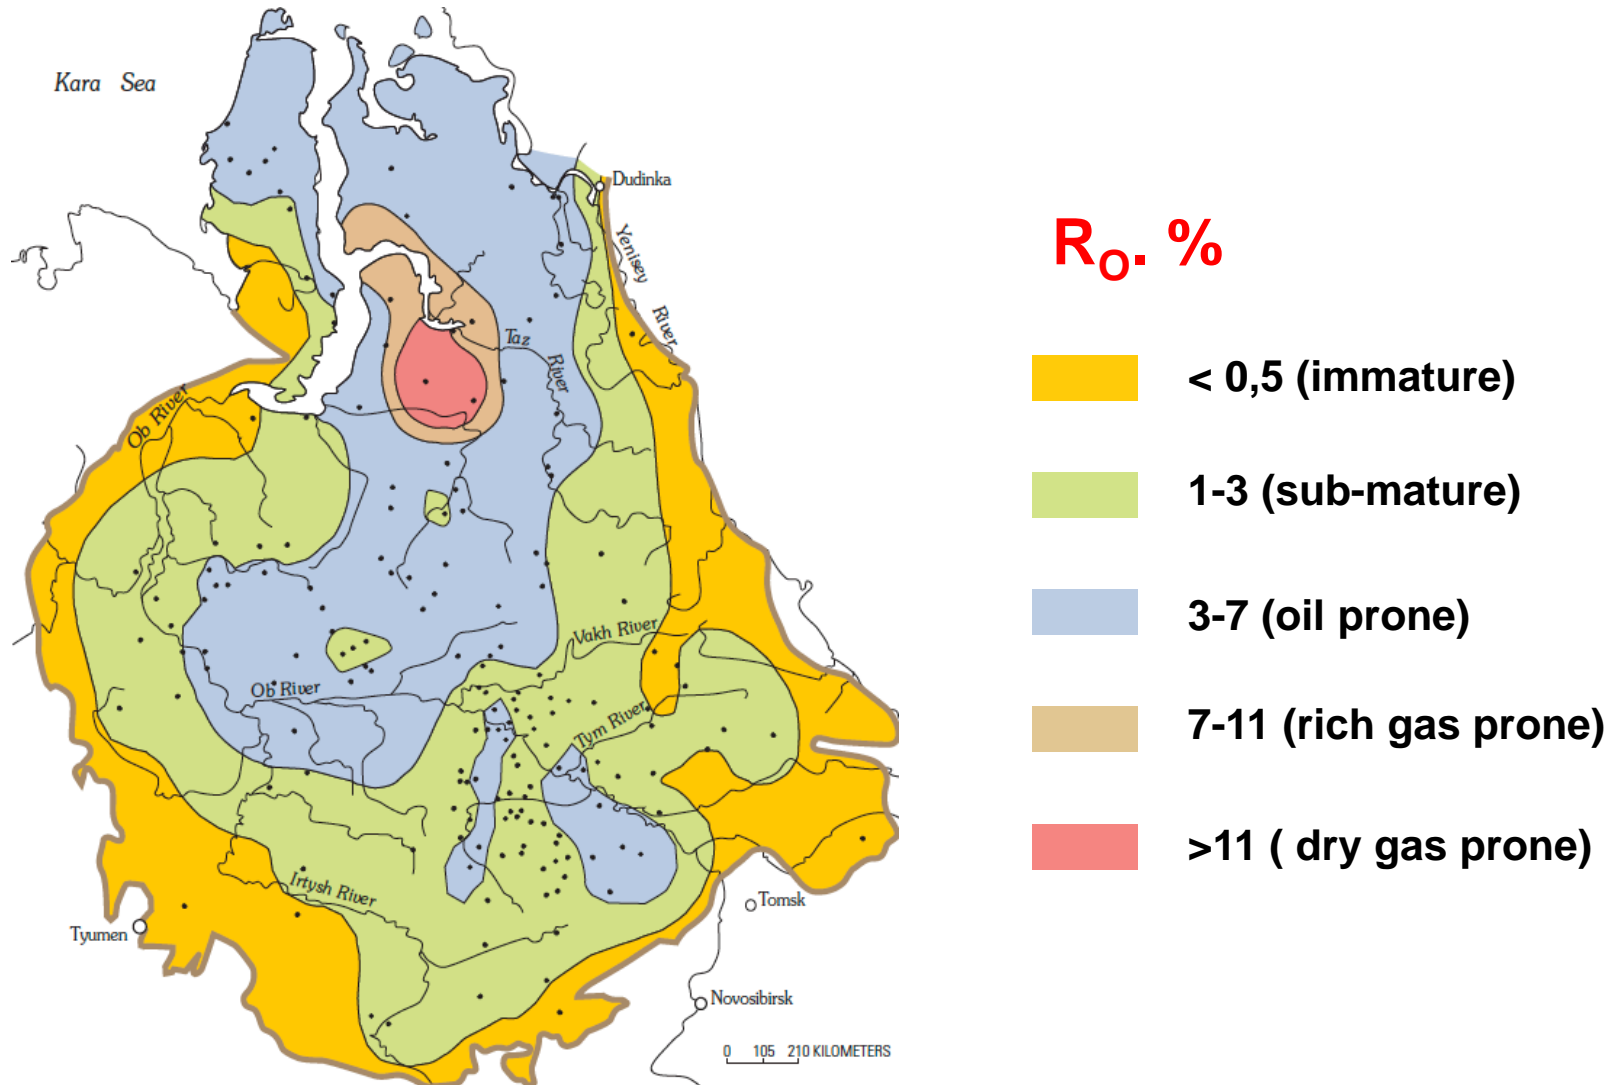 Kara Sea
Dudinka
Yenisey River
Taz River
Ob River
Vakh River
Ob River
Tym River
Irtysh River
Tyumen
Tomsk
Novosibirsk
0 105 210 KILOMETERS
RO. %
< 0,5 (immature)
1-3 (sub-mature)
3-7 (oil prone)
7-11 (rich gas prone)
>11 ( dry gas prone)